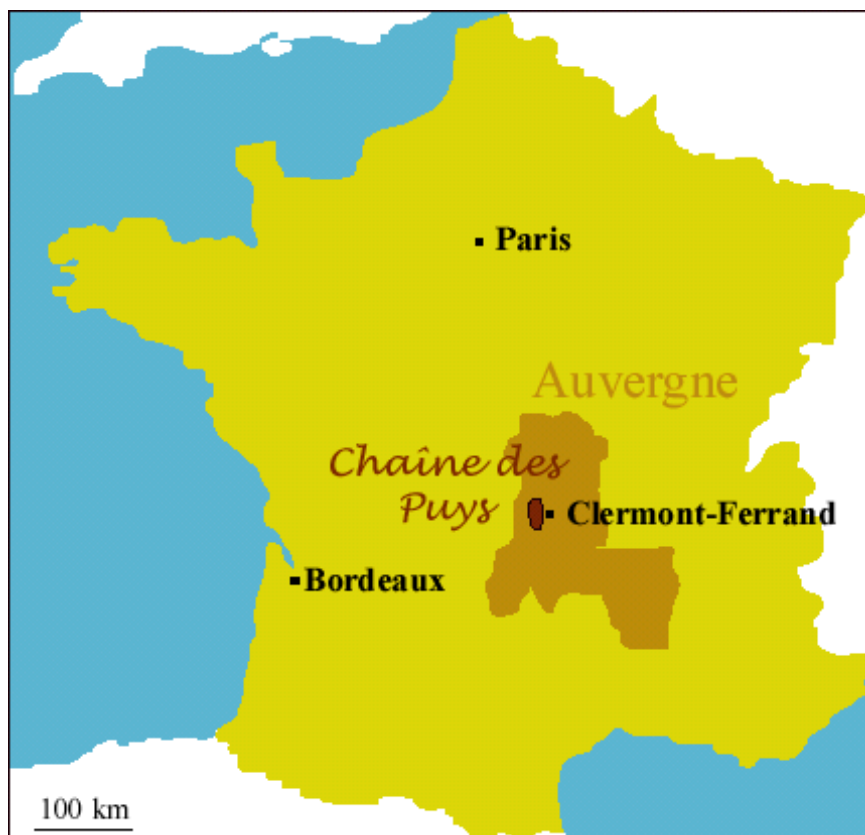 Paris
Auvergne
Chaîne des
Puys
Clermont-Ferrand
Bordeaux
100 km